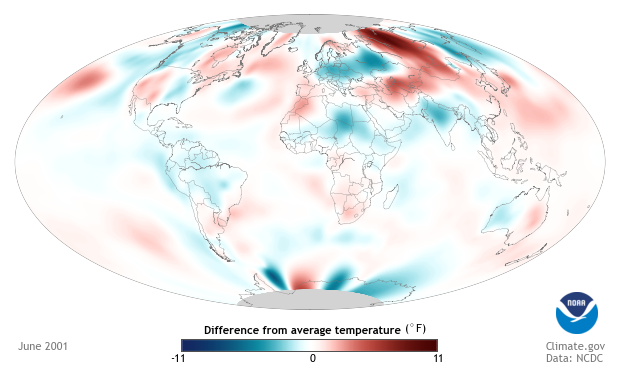 NOAA
Difference from average temperature (°F)
June 2001
-11 0 11
Climate.gov
Data: NCDC